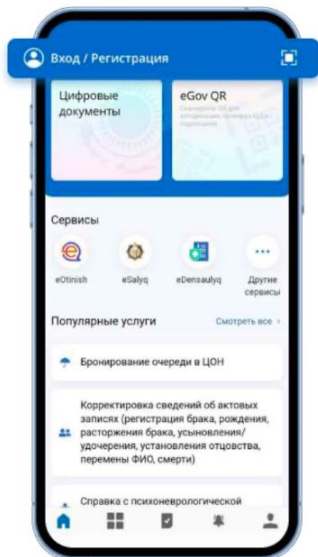 Вход / Регистрация
Цифровые
документы
eGov QR
Сервисы
eOtinish
eSalyq
eDensaulyq
Другие
сервисы
Популярные услуги
Смотреть все
Бронирование очереди в ЦОН
Корректировка сведений об актовых
записях (регистрация брака, рождения,
расторжения брака, усыновления/
удочерения, установления отцовства,
перемены ФИО, смерти)
Справка с психоневрологической